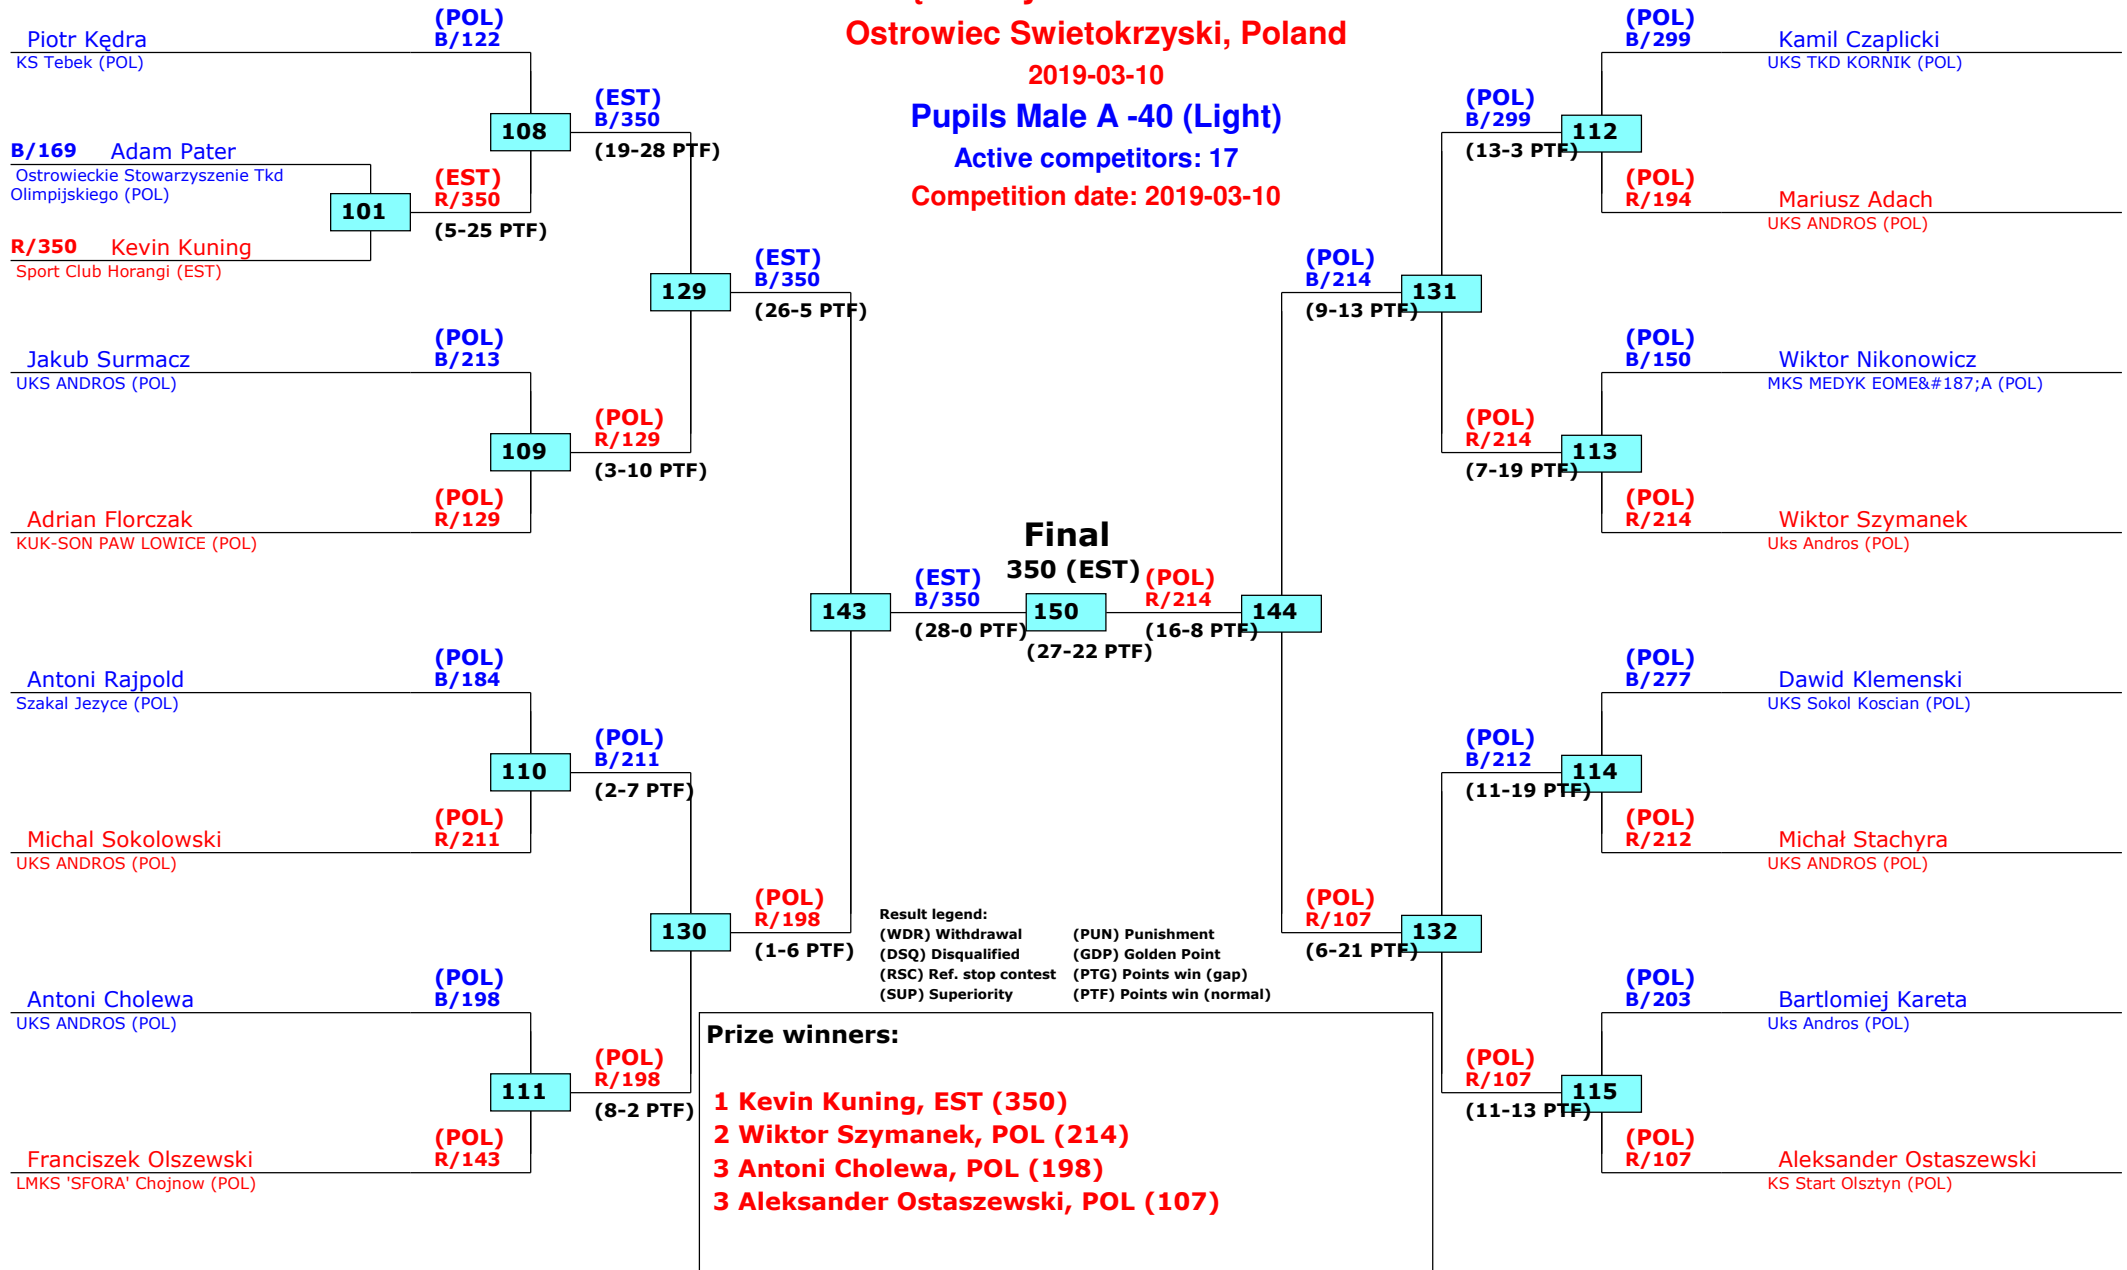 Ostrowiec Swietokrzyski, Poland
2019-03-10
Pupils Male A -40 (Light)
Active competitors: 17
Competition date: 2019-03-10
(POL)
Piotr Kędra B/122
KS Tebek (POL)
108
(EST)
B/350
(19-28 PTF)
B/169 Adam Pater
Ostrowieckie Stowarzyszenie Tkd
Olimpijskiego (POL)
101
(EST)
R/350
(5-25 PTF)
R/350 Kevin Kuning
Sport Club Horangi (EST)
129
(EST)
B/350
(26-5 PTF)
(POL)
Jakub Surmacz B/213
UKS ANDROS (POL)
109
(POL)
R/129
(3-10 PTF)
(POL)
Adrian Florczak R/129
KUK-SON PAW LOWICE (POL)
143
(EST)
B/350
(28-0 PTF)
(POL)
Antoni Rajpold B/184
Szakal Jezyce (POL)
110
(POL)
B/211
(2-7 PTF)
(POL)
Michal Sokolowski R/211
UKS ANDROS (POL)
130
(POL)
R/198
(1-6 PTF)
(POL)
Antoni Cholewa B/198
UKS ANDROS (POL)
111
(POL)
R/198
(8-2 PTF)
(POL)
Franciszek Olszewski R/143
LMKS 'SFORA' Chojnow (POL)
Final
350 (EST)
150
(27-22 PTF)
(POL)
R/214
(16-8 PTF)
144
(POL)
B/299 Kamil Czaplicki
UKS TKD KORNIK (POL)
(POL)
B/299
(13-3 PTF)
112
(POL)
R/194 Mariusz Adach
UKS ANDROS (POL)
(POL)
B/214
(9-13 PTF)
131
(POL)
B/150 Wiktor Nikonowicz
MKS MEDYK EOME&#187;A (POL)
(POL)
R/214
(7-19 PTF)
113
(POL)
R/214 Wiktor Szymanek
Uks Andros (POL)
(POL)
B/277 Dawid Klemenski
UKS Sokol Koscian (POL)
(POL)
B/212
(11-19 PTF)
114
(POL)
R/212 Michał Stachyra
UKS ANDROS (POL)
(POL)
R/107
(6-21 PTF)
132
(POL)
B/203 Bartlomiej Kareta
Uks Andros (POL)
(POL)
R/107
(11-13 PTF)
115
(POL)
R/107 Aleksander Ostaszewski
KS Start Olsztyn (POL)
Result legend:
(WDR) Withdrawal (PUN) Punishment
(DSQ) Disqualified (GDP) Golden Point
(RSC) Ref. stop contest (PTG) Points win (gap)
(SUP) Superiority (PTF) Points win (normal)
Prize winners:
1 Kevin Kuning, EST (350)
2 Wiktor Szymanek, POL (214)
3 Antoni Cholewa, POL (198)
3 Aleksander Ostaszewski, POL (107)